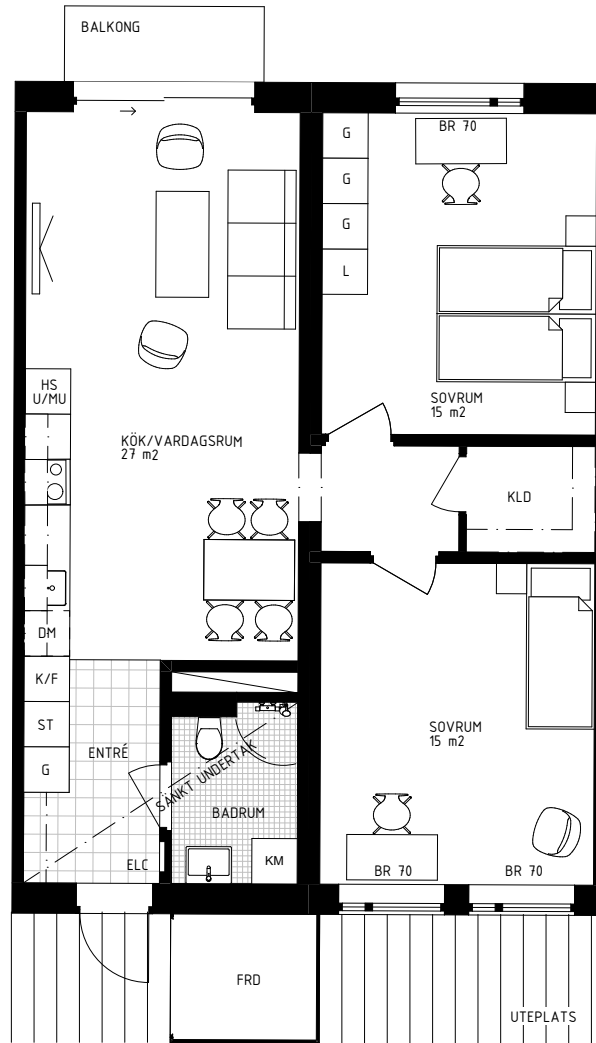 BALKONG
BR 70
G
G
G
L
HS
U/MU
SOVRUM
15 m2
KÖK/VARDAGSRUM
27 m2
KLD
DM
K/F
ST
G
ENTRÉ
SÄNKT UNDERTAK
SOVRUM
15 m2
BADRUM
ELC
KM
BR 70
BR 70
FRD
UTEPLATS